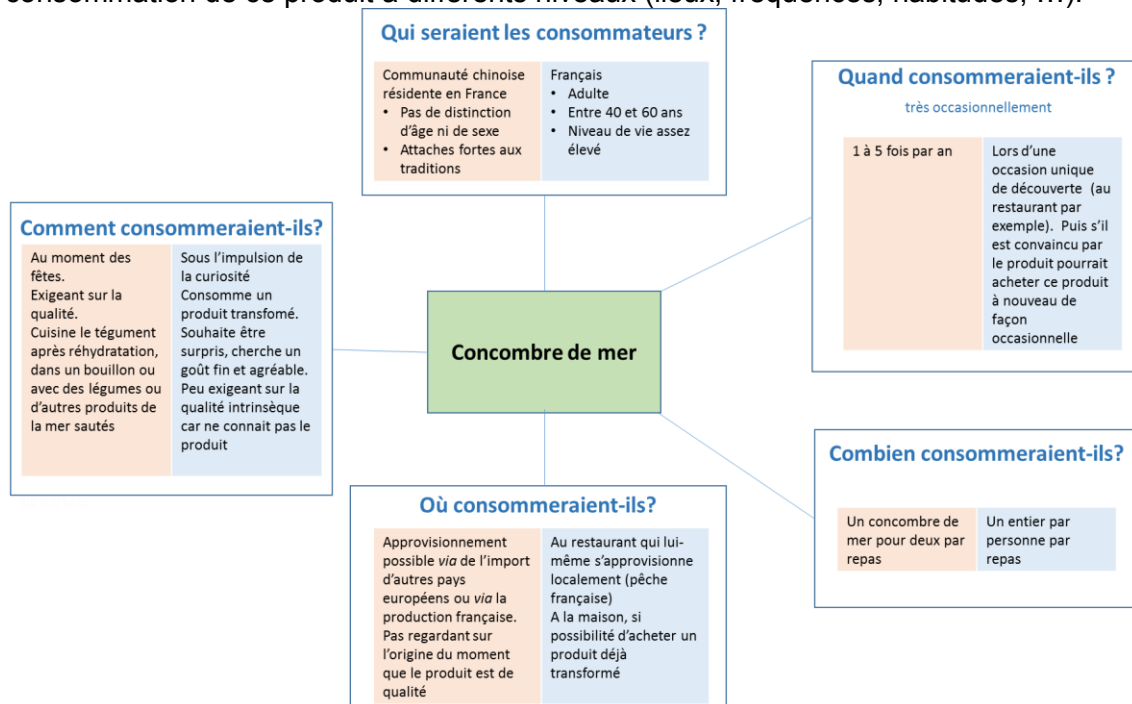 consommation de ce produit à différents niveaux (lieux, fréquences, habitudes, …).
Qui seraient les consommateurs ?
Communauté chinoise
résidente en France
• Pas de distinction
d'âge ni de sexe
• Attaches fortes aux
traditions
Français
• Adulte
• Entre 40 et 60 ans
• Niveau de vie assez
élevé
Quand consommeraient-ils ?
très occasionnellement
1 à 5 fois par an
Lors d'une
occasion unique
de découverte (au
restaurant par
exemple). Puis s'il
est convaincu par
le produit pourrait
acheter ce produit
à nouveau de
façon
occasionnelle
Comment consommeraient-ils?
Au moment des
fêtes.
Exigeant sur la
qualité.
Cuisine le tégument
après réhydratation,
dans un bouillon ou
avec des légumes ou
d'autres produits de
la mer sautés
Sous l'impulsion de
la curiosité
Consomme un
produit transfomé.
Souhaite être
surpris, cherche un
goût fin et agréable.
Peu exigeant sur la
qualité intrinsèque
car ne connait pas le
produit
Concombre de mer
Combien consommeraient-ils?
Un concombre de
mer pour deux par
repas
Un entier par
personne par
repas
Où consommeraient-ils?
Approvisionnement
possible via de l'import
d'autres pays
européens ou via la
production française.
Pas regardant sur
l'origine du moment
que le produit est de
qualité
Au restaurant qui lui-
même s'approvisionne
localement (pêche
française)
A la maison, si
possibilité d'acheter un
produit déjà
transformé